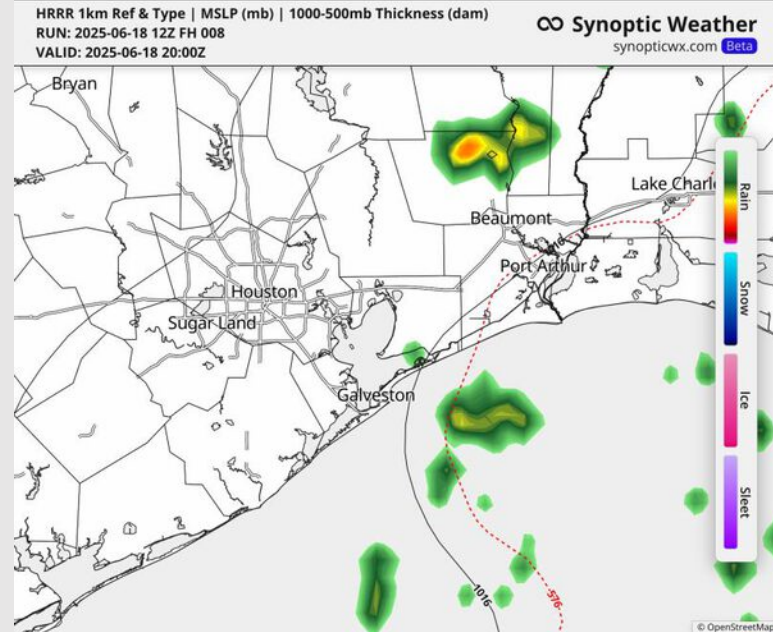 HRRR 1km Ref & Type | MSLP (mb) | 1000-500mb Thickness (dam)
RUN: 2025-06-18 12Z FH 008
VALID: 2025-06-18 20:00Z
Synoptic Weather
synopticwx.com Beta
Bryan
Lake Charle
Beaumont
Port Arthur
Houston
Sugar Land
Galveston
1016
576
Rain
Snow
Ice
Sleet
© OpenStreetMap